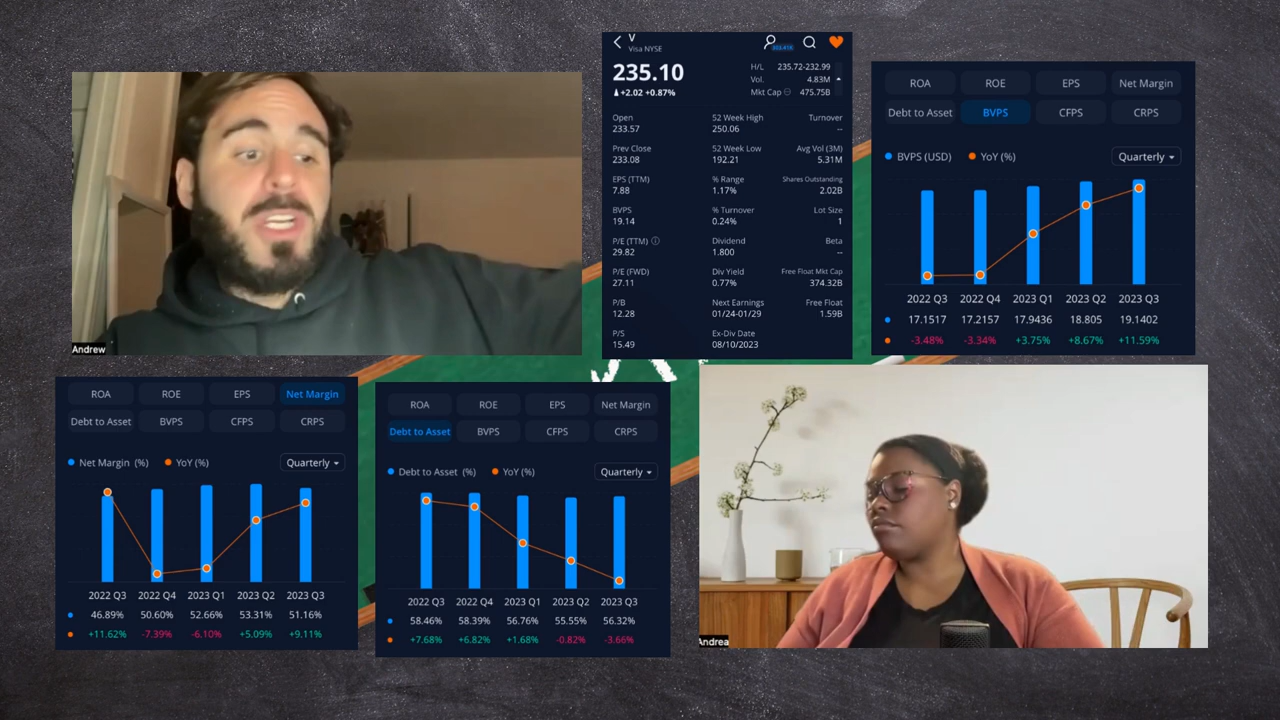 V
Visa NYSE
235.10
+2.02 +0.87%
H/L 235.72-232.99
Vol. 4.83M
Mkt Cap 475.75B
Open 52 Week High Turnover
233.57 250.06 --
Prev Close 52 Week Low Avg Vol (3M)
233.08 192.21 5.31M
EPS (TTM) % Range Shares Outstanding
7.88 1.17% 2.02B
BVPS % Turnover Lot Size
19.14 0.24% 1
P/E (TTM) Dividend Beta
29.82 1.800 --
P/E (FWD) Div Yield Free Float Mkt Cap
27.11 0.77% 374.32B
P/B Next Earnings Free Float
12.28 01/24-01/29 1.59B
P/S Ex-Div Date
15.49 08/10/2023
ROA ROE EPS Net Margin
Debt to Asset BVPS CFPS CRPS
BVPS (USD) YoY (%) Quarterly
2022 Q3 2022 Q4 2023 Q1 2023 Q2 2023 Q3
17.1517 17.2157 17.9436 18.805 19.1402
-3.48% -3.34% +3.75% +8.67% +11.59%
Andrew
ROA ROE EPS Net Margin
Debt to Asset BVPS CFPS CRPS
Net Margin (%) YoY (%) Quarterly
2022 Q3 2022 Q4 2023 Q1 2023 Q2 2023 Q3
46.89% 50.60% 52.66% 53.31% 51.16%
+11.62% -7.39% -6.10% +5.09% +9.11%
ROA ROE EPS Net Margin
Debt to Asset BVPS CFPS CRPS
Debt to Asset (%) YoY (%) Quarterly
2022 Q3 2022 Q4 2023 Q1 2023 Q2 2023 Q3
58.46% 58.39% 56.76% 55.55% 56.32%
+7.68% +6.82% +1.68% -0.82% -3.66%
Andrea